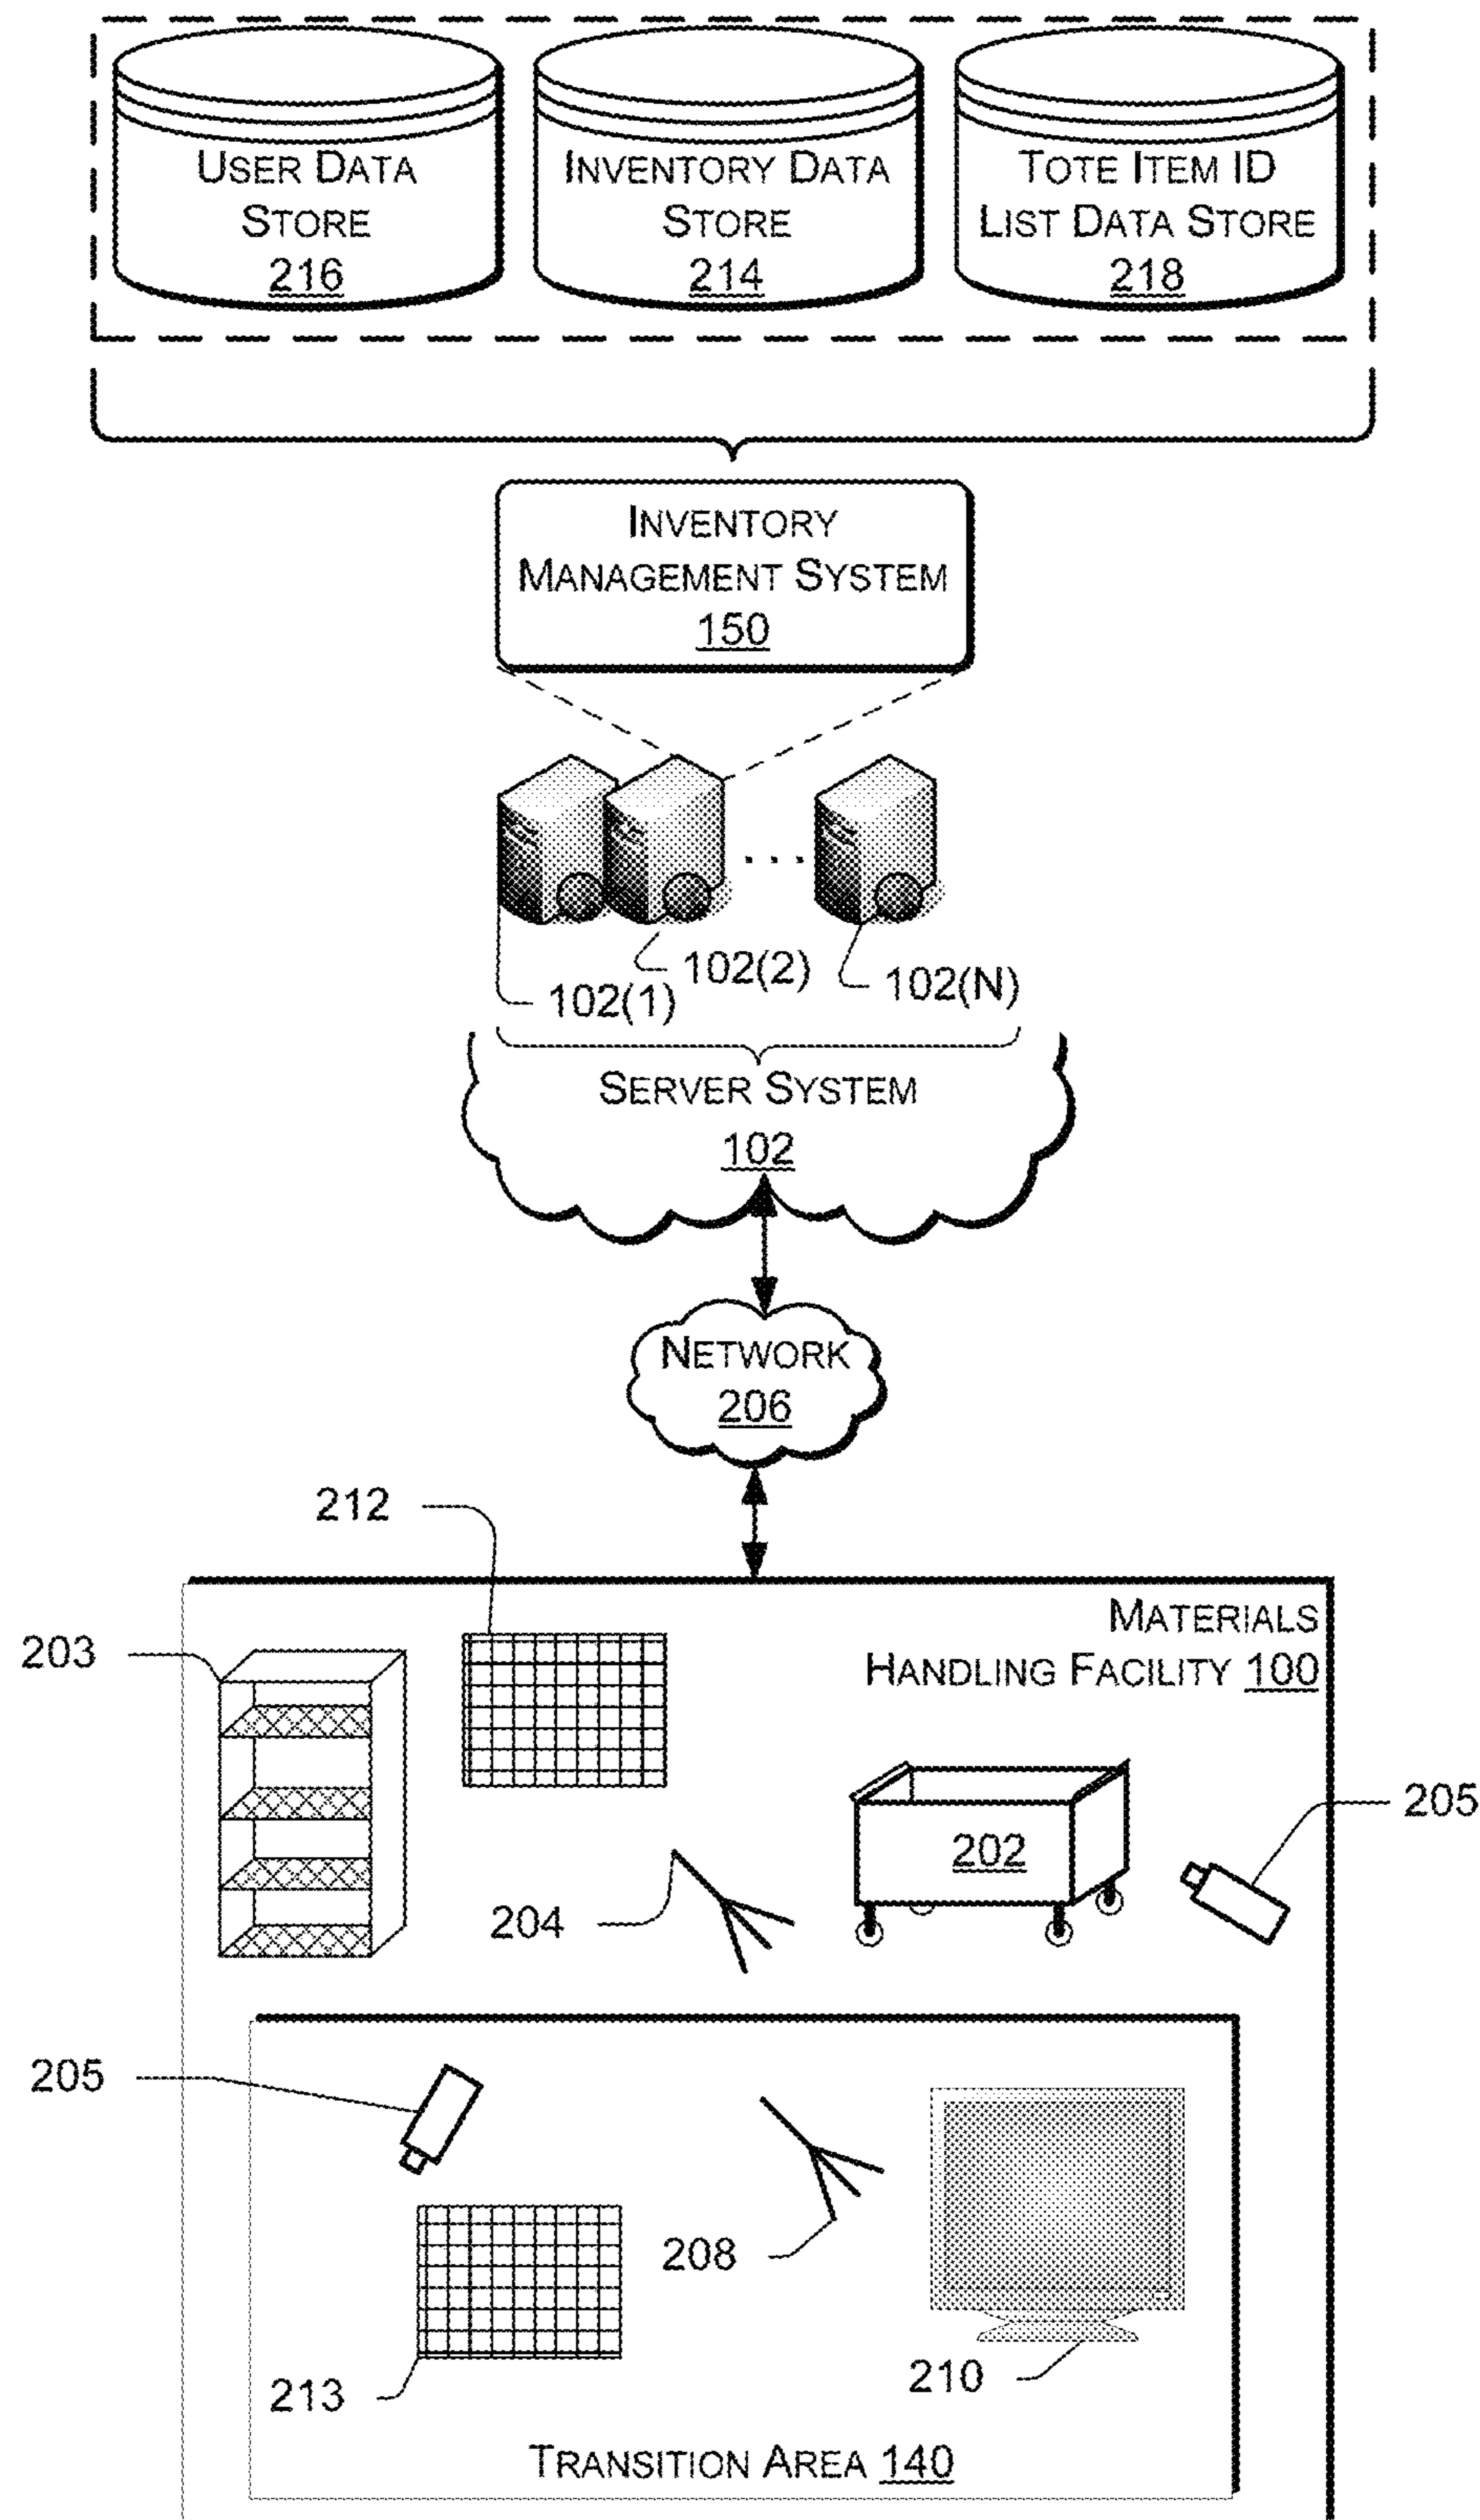 USER DATA
STORE
216
INVENTORY DATA
STORE
214
TOTE ITEM ID
LIST DATA STORE
218
INVENTORY
MANAGEMENT SYSTEM
150
102(1)
102(2)
102(N)
...
SERVER SYSTEM
102
NETWORK
206
212
MATERIALS
HANDLING FACILITY 100
203
202
205
204
205
208
213
210
TRANSITION AREA 140